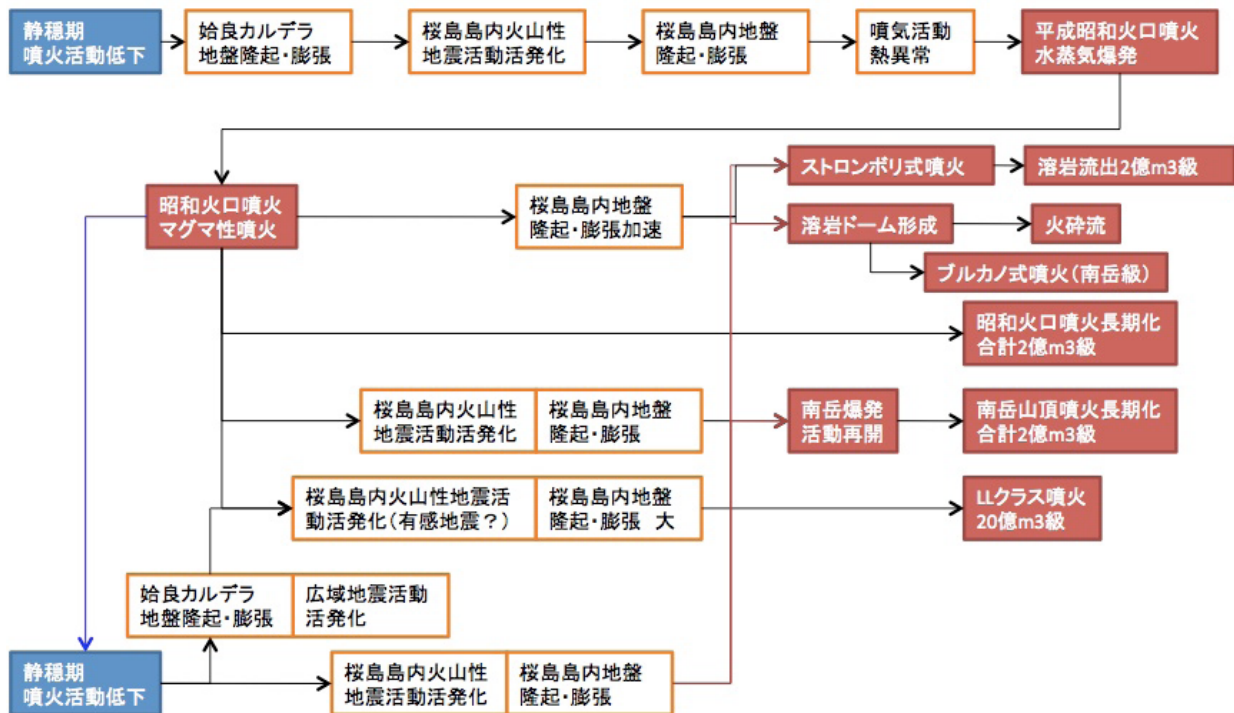 静穏期
噴火活動低下
姶良カルデラ
地盤隆起・膨張
桜島島内火山性
地震活動活発化
桜島島内地盤
隆起・膨張
噴気活動
熱異常
平成昭和火口噴火
水蒸気爆発
昭和火口噴火
マグマ性噴火
桜島島内地盤
隆起・膨張加速
ストロンボリ式噴火
溶岩流出2億m3級
溶岩ドーム形成
火砕流
ブルカノ式噴火(南岳級)
昭和火口噴火長期化
合計2億m3級
桜島島内火山性
地震活動活発化
桜島島内地盤
隆起・膨張
南岳爆発
活動再開
南岳山頂噴火長期化
合計2億m3級
桜島島内火山性地震活
動活発化(有感地震？)
桜島島内地盤
隆起・膨張 大
LLクラス噴火
20億m3級
姶良カルデラ
地盤隆起・膨張
広域地震活動
活発化
静穏期
噴火活動低下
桜島島内火山性
地震活動活発化
桜島島内地盤
隆起・膨張